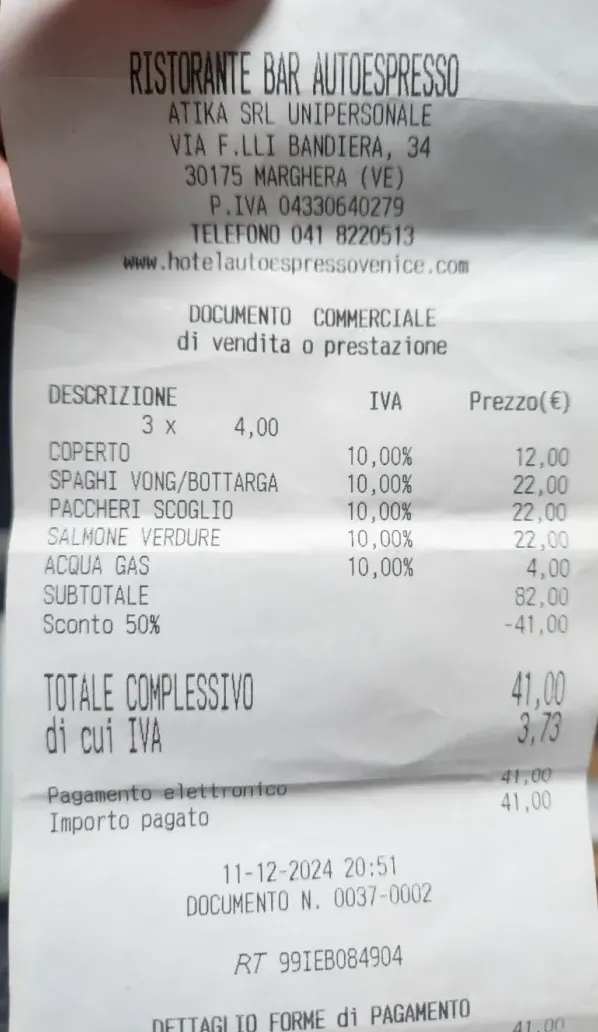 RISTORANTE BAR AUTOESPRESSO
ATIKA SRL UNIPERSONALE
VIA F.LLI BANDIERA, 34
30175 MARGHERA (VE)
P.IVA 04330640279
TELEFONO 041 8220513
www.hotelautoespressovenice.com
DOCUMENTO COMMERCIALE
di vendita o prestazione
DESCRIZIONE IVA Prezzo(€)
3 x 4,00
COPERTO 10,00% 12,00
SPAGHI VONG/BOTTARGA 10,00% 22,00
PACCHERI SCOGLIO 10,00% 22,00
SALMONE VERDURE 10,00% 22,00
ACQUA GAS 10,00% 4,00
SUBTOTALE 82,00
Sconto 50% -41,00
TOTALE COMPLESSIVO 41,00
di cui IVA 3,73
Pagamento elettronico 41,00
Importo pagato 41,00
11-12-2024 20:51
DOCUMENTO N. 0037-0002
RT 99IEB084904
DETTAGLIO FORME di PAGAMENTO
41,00